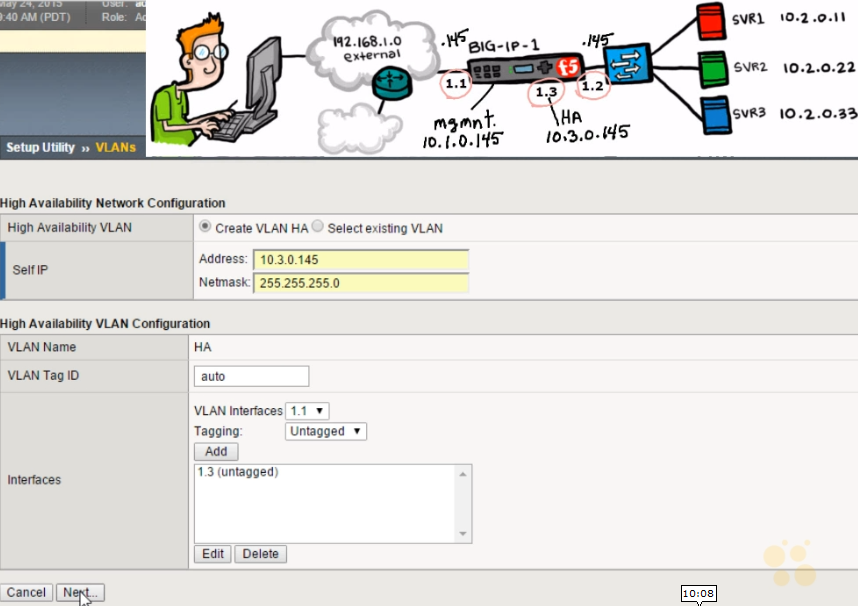 May 24, 2015
User:
9:40 AM (PDT)
Role:
192.168.1.0
external
.145
BIG-IP-1
.145
f5
1.1
1.3
1.2
mgmnt.
10.1.0.145
HA
10.3.0.145
SVR1 10.2.0.11
SVR2 10.2.0.22
SVR3 10.2.0.33
Setup Utility ›› VLANs
High Availability Network Configuration
High Availability VLAN
Create VLAN HA Select existing VLAN
Self IP
Address: 10.3.0.145
Netmask: 255.255.255.0
High Availability VLAN Configuration
VLAN Name HA
VLAN Tag ID auto
Interfaces
VLAN Interfaces 1.1
Tagging: Untagged
Add
1.3 (untagged)
Edit Delete
Cancel Next...
10:08